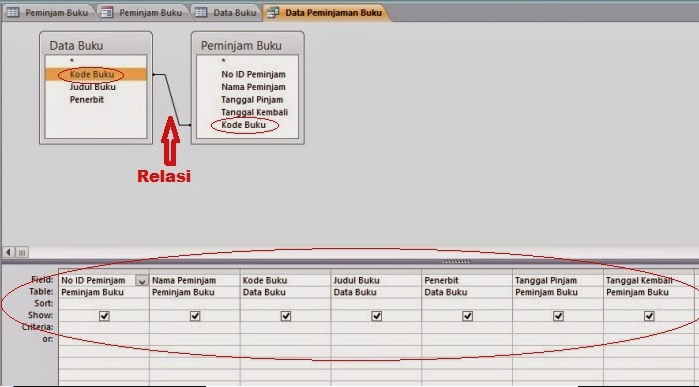 Peminjam Buku Peminjam Buku Data Buku Data Peminjaman Buku
Data Buku
*
Kode Buku
Judul Buku
Penerbit
Peminjam Buku
*
No ID Peminjam
Nama Peminjam
Tanggal Pinjam
Tanggal Kembali
Kode Buku
Relasi
Field: No ID Peminjam Nama Peminjam Kode Buku Judul Buku Penerbit Tanggal Pinjam Tanggal Kembali
Table: Peminjam Buku Peminjam Buku Data Buku Data Buku Data Buku Peminjam Buku Peminjam Buku
Sort:
Show:
Criteria:
or: